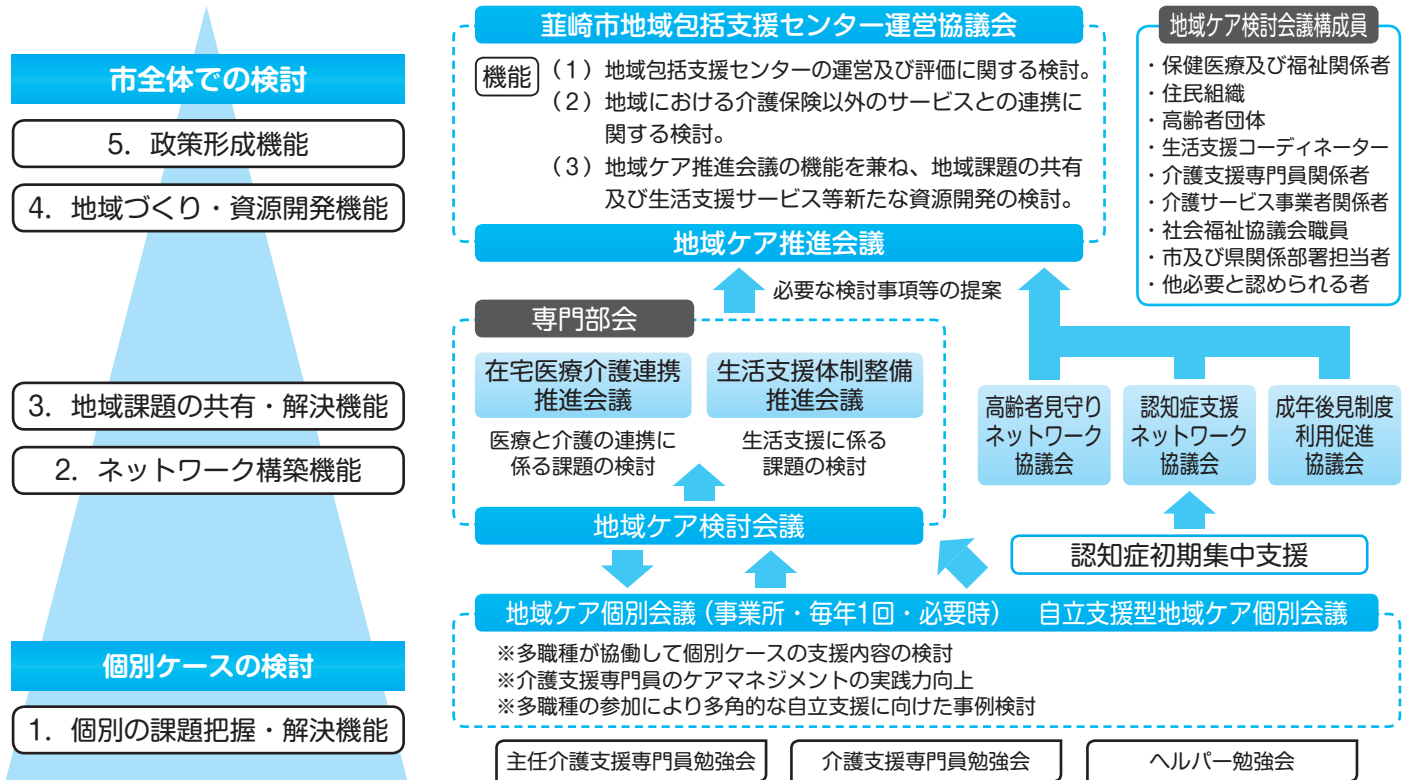 市全体での検討
5. 政策形成機能
4. 地域づくり・資源開発機能
3. 地域課題の共有・解決機能
2. ネットワーク構築機能
個別ケースの検討
1. 個別の課題把握・解決機能
韮崎市地域包括支援センター運営協議会
機能
（1）地域包括支援センターの運営及び評価に関する検討。
（2）地域における介護保険以外のサービスとの連携に
関する検討。
（3）地域ケア推進会議の機能を兼ね、地域課題の共有
及び生活支援サービス等新たな資源開発の検討。
地域ケア推進会議
地域ケア検討会議構成員
・保健医療及び福祉関係者
・住民組織
・高齢者団体
・生活支援コーディネーター
・介護支援専門員関係者
・介護サービス事業者関係者
・社会福祉協議会職員
・市及び県関係部署担当者
・他必要と認められる者
必要な検討事項等の提案
専門部会
在宅医療介護連携
推進会議
医療と介護の連携に
係る課題の検討
生活支援体制整備
推進会議
生活支援に係る
課題の検討
地域ケア検討会議
高齢者見守り
ネットワーク
協議会
認知症支援
ネットワーク
協議会
成年後見制度
利用促進
協議会
認知症初期集中支援
地域ケア個別会議（事業所・毎年1回・必要時）　自立支援型地域ケア個別会議
※多職種が協働して個別ケースの支援内容の検討
※介護支援専門員のケアマネジメントの実践力向上
※多職種の参加により多角的な自立支援に向けた事例検討
主任介護支援専門員勉強会
介護支援専門員勉強会
ヘルパー勉強会